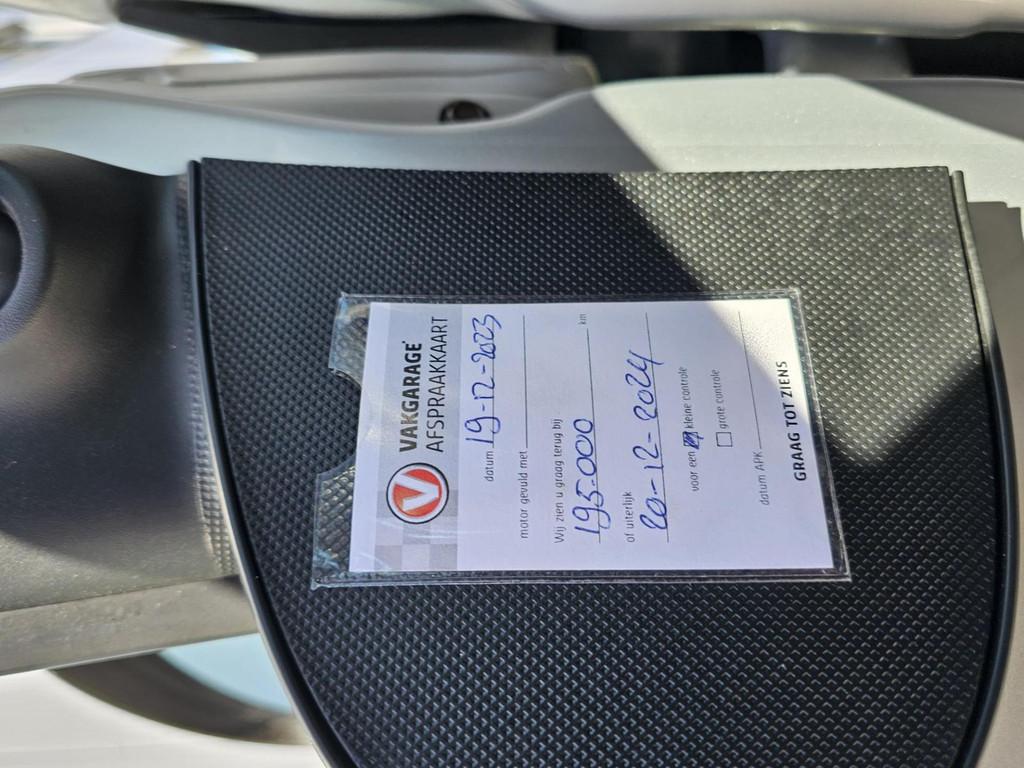 V
VAKGARAGE
AFSPRAAKKAART
datum 19-12-2023
motor gevuld met
Wij zien u graag terug bij
195.000 km
of uiterlijk
20-12-2024
voor een kleine controle
grote controle
datum APK
GRAAG TOT ZIENS